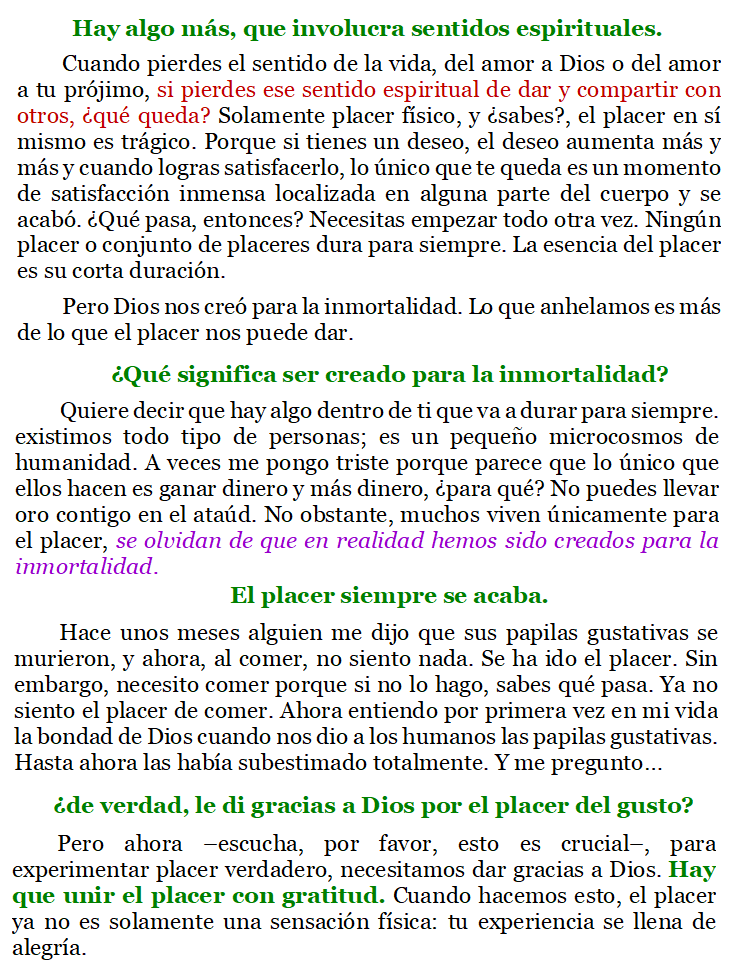 Hay algo más, que involucra sentidos espirituales.
Cuando pierdes el sentido de la vida, del amor a Dios o del amor
a tu prójimo, si pierdes ese sentido espiritual de dar y compartir con
otros, ¿qué queda? Solamente placer físico, y ¿sabes?, el placer en sí
mismo es trágico. Porque si tienes un deseo, el deseo aumenta más y
más y cuando logras satisfacerlo, lo único que te queda es un momento
de satisfacción inmensa localizada en alguna parte del cuerpo y se
acabó. ¿Qué pasa, entonces? Necesitas empezar todo otra vez. Ningún
placer o conjunto de placeres dura para siempre. La esencia del placer
es su corta duración.
Pero Dios nos creó para la inmortalidad. Lo que anhelamos es más
de lo que el placer nos puede dar.
¿Qué significa ser creado para la inmortalidad?
Quiere decir que hay algo dentro de ti que va a durar para siempre.
existimos todo tipo de personas; es un pequeño microcosmos de
humanidad. A veces me pongo triste porque parece que lo único que
ellos hacen es ganar dinero y más dinero, ¿para qué? No puedes llevar
oro contigo en el ataúd. No obstante, muchos viven únicamente para
el placer, se olvidan de que en realidad hemos sido creados para la
inmortalidad.
El placer siempre se acaba.
Hace unos meses alguien me dijo que sus papilas gustativas se
murieron, y ahora, al comer, no siento nada. Se ha ido el placer. Sin
embargo, necesito comer porque si no lo hago, sabes qué pasa. Ya no
siento el placer de comer. Ahora entiendo por primera vez en mi vida
la bondad de Dios cuando nos dio a los humanos las papilas gustativas.
Hasta ahora las había subestimado totalmente. Y me pregunto…
¿de verdad, le di gracias a Dios por el placer del gusto?
Pero ahora –escucha, por favor, esto es crucial–, para
experimentar placer verdadero, necesitamos dar gracias a Dios. Hay
que unir el placer con gratitud. Cuando hacemos esto, el placer
ya no es solamente una sensación física: tu experiencia se llena de
alegría.